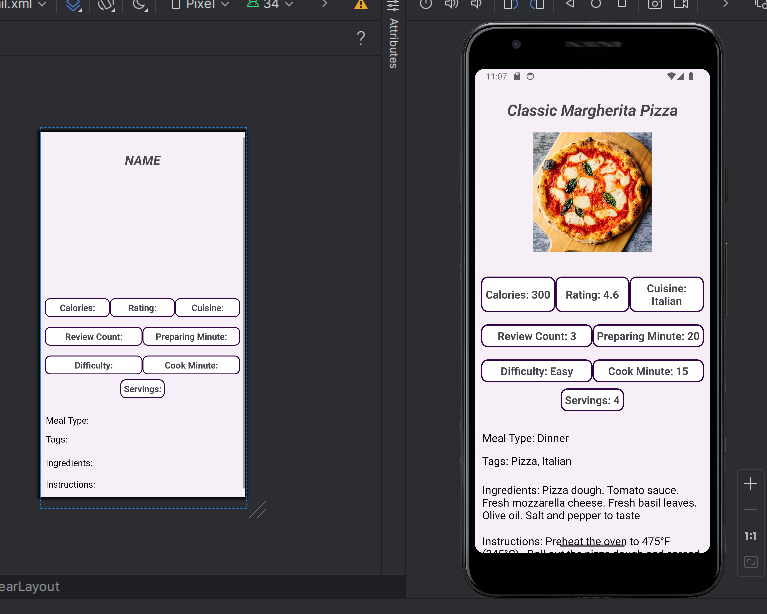 il.xml
Pixel
34
?
Attributes
NAME
Calories:
Rating:
Cuisine:
Review Count:
Preparing Minute:
Difficulty:
Cook Minute:
Servings:
Meal Type:
Tags:
Ingredients:
Instructions:
earLayout
11:07
Classic Margherita Pizza
Calories: 300
Rating: 4.6
Cuisine:
Italian
Review Count: 3
Preparing Minute: 20
Difficulty: Easy
Cook Minute: 15
Servings: 4
Meal Type: Dinner
Tags: Pizza, Italian
Ingredients: Pizza dough. Tomato sauce.
Fresh mozzarella cheese. Fresh basil leaves.
Olive oil. Salt and pepper to taste
Instructions: Preheat the oven to 475°F
1:1